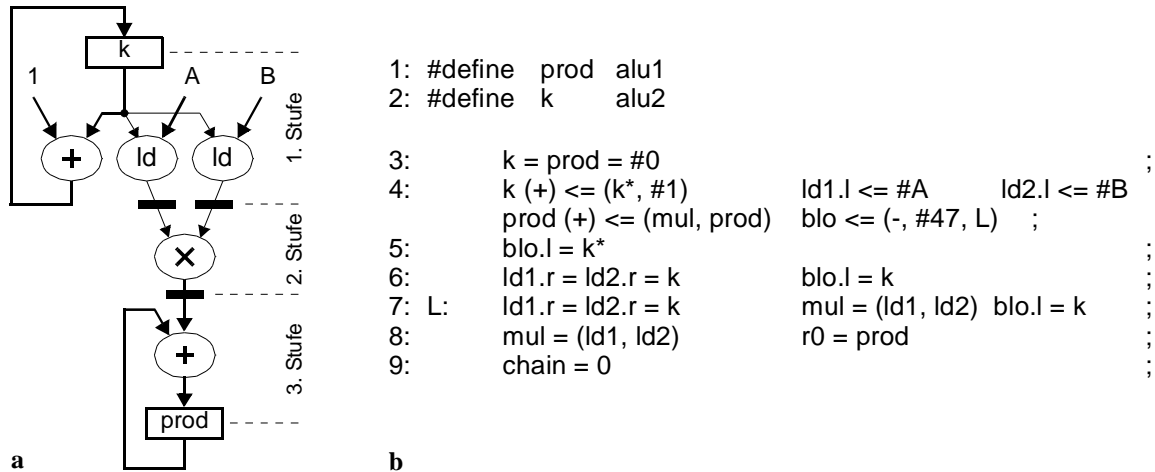 k
1 A B
1. Stufe
+ ld ld
2. Stufe
×
3. Stufe
+
prod
a
1: #define prod alu1
2: #define k alu2
3: k = prod = #0 ;
4: k (+) <= (k*, #1) ld1.l <= #A ld2.l <= #B
prod (+) <= (mul, prod) blo <= (-, #47, L) ;
5: blo.l = k* ;
6: ld1.r = ld2.r = k blo.l = k ;
7: L: ld1.r = ld2.r = k mul = (ld1, ld2) blo.l = k ;
8: mul = (ld1, ld2) r0 = prod ;
9: chain = 0 ;
b